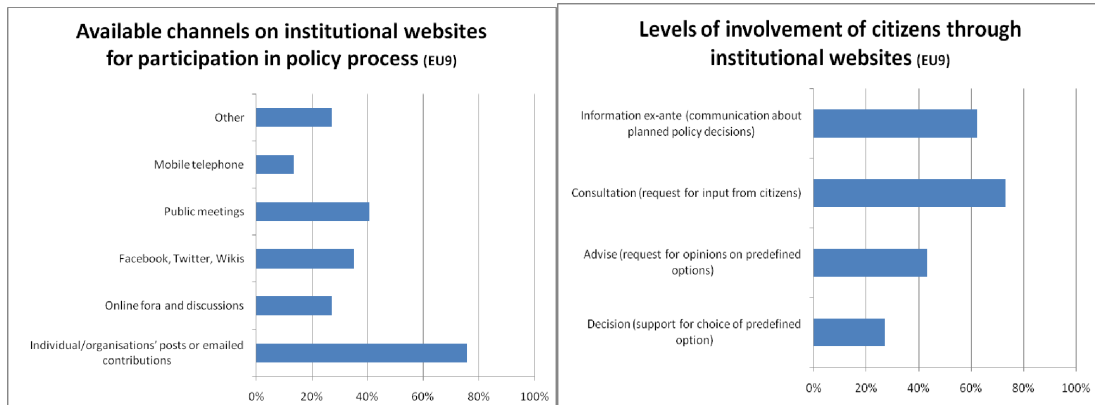 Available channels on institutional websites
for participation in policy process (EU9)
Other
Mobile telephone
Public meetings
Facebook, Twitter, Wikis
Online fora and discussions
Individual/organisations' posts or emailed
contributions
0% 20% 40% 60% 80% 100%
Levels of involvement of citizens through
institutional websites (EU9)
Information ex-ante (communication about
planned policy decisions)
Consultation (request for input from citizens)
Advise (request for opinions on predefined
options)
Decision (support for choice of predefined
option)
0% 20% 40% 60% 80% 100%